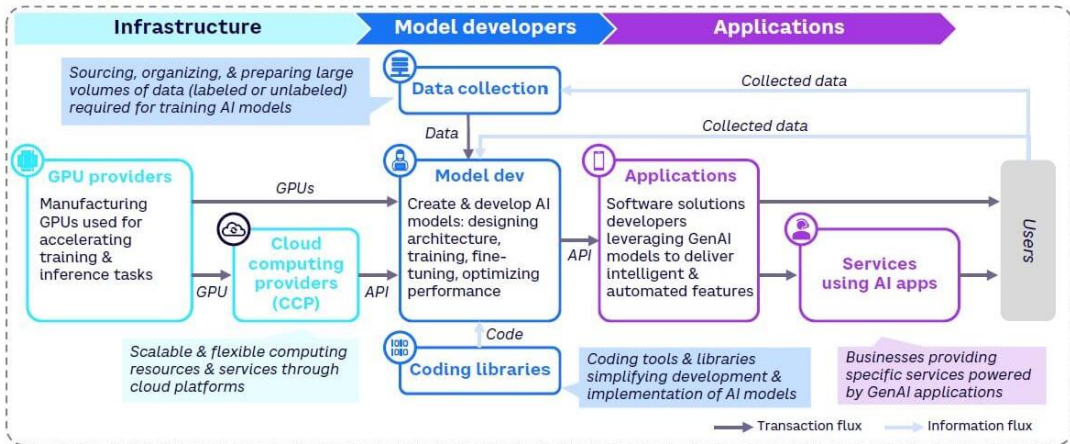 Infrastructure
Model developers
Applications
Sourcing, organizing, & preparing large
volumes of data (labeled or unlabeled)
required for training AI models
Data collection
Collected data
Data
Collected data
GPU providers
Manufacturing
GPUs used for
accelerating
training &
inference tasks
GPUs
GPU
Cloud
computing
providers
(CCP)
API
Model dev
Create & develop AI
models: designing
architecture,
training, fine-
tuning, optimizing
performance
API
Applications
Software solutions
developers
leveraging GenAI
models to deliver
intelligent &
automated features
Services
using AI apps
Users
Scalable & flexible computing
resources & services through
cloud platforms
Code
Coding libraries
Coding tools & libraries
simplifying development &
implementation of AI models
Businesses providing
specific services powered
by GenAI applications
Transaction flux
Information flux